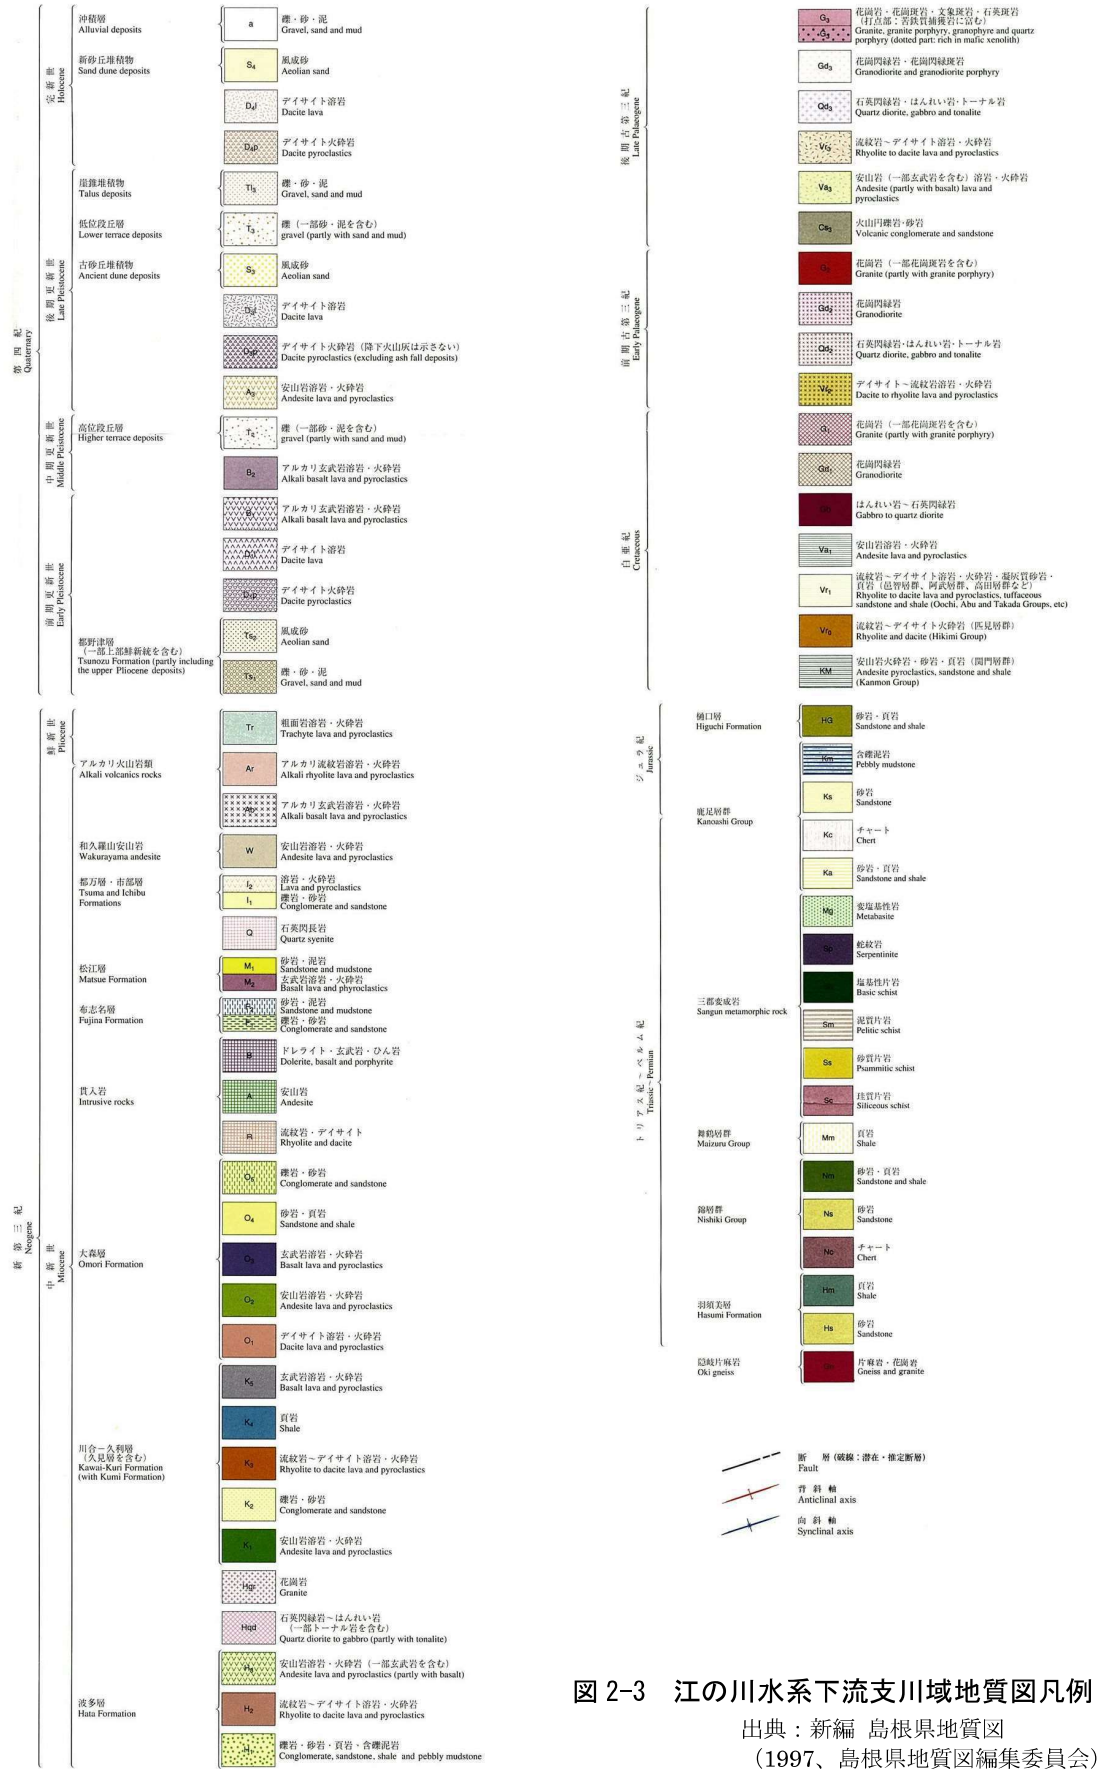 第四紀
Quaternary
完新世
Holocene
沖積層
Alluvial deposits
a
礫・砂・泥
Gravel, sand and mud
新砂丘堆積物
Sand dune deposits
S4
風成砂
Aeolian sand
D4l
デイサイト溶岩
Dacite lava
D4p
デイサイト火砕岩
Dacite pyroclastics
後期更新世
Late Pleistocene
崖錐堆積物
Talus deposits
Tl3
礫・砂・泥
Gravel, sand and mud
低位段丘層
Lower terrace deposits
T3
礫（一部砂・泥を含む）
gravel (partly with sand and mud)
古砂丘堆積物
Ancient dune deposits
S3
風成砂
Aeolian sand
D3l
デイサイト溶岩
Dacite lava
D3p
デイサイト火砕岩（降下火山灰は示さない）
Dacite pyroclastics (excluding ash fall deposits)
A3
安山岩溶岩・火砕岩
Andesite lava and pyroclastics
中期更新世
Middle Pleistocene
高位段丘層
Higher terrace deposits
T2
礫（一部砂・泥を含む）
gravel (partly with sand and mud)
B2
アルカリ玄武岩溶岩・火砕岩
Alkali basalt lava and pyroclastics
前期更新世
Early Pleistocene
B1
アルカリ玄武岩溶岩・火砕岩
Alkali basalt lava and pyroclastics
D1l
デイサイト溶岩
Dacite lava
D1p
デイサイト火砕岩
Dacite pyroclastics
都野津層
（一部上部鮮新統を含む）
Tsunozu Formation (partly including
the upper Pliocene deposits)
Ts2
風成砂
Aeolian sand
Ts1
礫・砂・泥
Gravel, sand and mud
新第三紀
Neogene
鮮新世
Pliocene
中新世
Miocene
アルカリ火山岩類
Alkali volcanics rocks
Tr
粗面岩溶岩・火砕岩
Trachyte lava and pyroclastics
Ar
アルカリ流紋岩溶岩・火砕岩
Alkali rhyolite lava and pyroclastics
Ab
アルカリ玄武岩溶岩・火砕岩
Alkali basalt lava and pyroclastics
和久羅山安山岩
Wakurayama andesite
W
安山岩溶岩・火砕岩
Andesite lava and pyroclastics
都万層・市部層
Tsuma and Ichibu
Formations
I2
溶岩・火砕岩
Lava and pyroclastics
I1
礫岩・砂岩
Conglomerate and sandstone
Q
石英閃長岩
Quartz syenite
松江層
Matsue Formation
M1
砂岩・泥岩
Sandstone and mudstone
M2
玄武岩溶岩・火砕岩
Basalt lava and phyroclastics
布志名層
Fujina Formation
砂岩・泥岩
Sandstone and mudstone
礫岩・砂岩
Conglomerate and sandstone
貫入岩
Intrusive rocks
B
ドレライト・玄武岩・ひん岩
Dolerite, basalt and porphyrite
A
安山岩
Andesite
R
流紋岩・デイサイト
Rhyolite and dacite
大森層
Omori Formation
O5
礫岩・砂岩
Conglomerate and sandstone
O4
砂岩・頁岩
Sandstone and shale
O3
玄武岩溶岩・火砕岩
Basalt lava and pyroclastics
O2
安山岩溶岩・火砕岩
Andesite lava and pyroclastics
O1
デイサイト溶岩・火砕岩
Dacite lava and pyroclastics
川合－久利層
（久見層を含む）
Kawai-Kuri Formation
(with Kumi Formation)
K5
玄武岩溶岩・火砕岩
Basalt lava and pyroclastics
K4
頁岩
Shale
K3
流紋岩～デイサイト溶岩・火砕岩
Rhyolite to dacite lava and pyroclastics
K2
礫岩・砂岩
Conglomerate and sandstone
K1
安山岩溶岩・火砕岩
Andesite lava and pyroclastics
Hgr
花崗岩
Granite
Hqd
石英閃緑岩～はんれい岩
（一部トーナル岩を含む）
Quartz diorite to gabbro (partly with tonalite)
波多層
Hata Formation
H3
安山岩溶岩・火砕岩（一部玄武岩を含む）
Andesite lava and pyroclastics (partly with basalt)
H2
流紋岩～デイサイト溶岩・火砕岩
Rhyolite to dacite lava and pyroclastics
H1
礫岩・砂岩・頁岩・含礫泥岩
Conglomerate, sandstone, shale and pebbly mudstone
後期古第三紀
Late Palaeogene
G3
G3
花崗岩・花崗斑岩・文象斑岩・石英斑岩
（打点部：苦鉄質捕獲岩に富む）
Granite, granite porphyry, granophyre and quartz
porphyry (dotted part: rich in mafic xenolith)
Gd3
花崗閃緑岩・花崗閃緑斑岩
Granodiorite and granodiorite porphyry
Qd3
石英閃緑岩・はんれい岩・トーナル岩
Quartz diorite, gabbro and tonalite
Vr3
流紋岩～デイサイト溶岩・火砕岩
Rhyolite to dacite lava and pyroclastics
Va3
安山岩（一部玄武岩を含む）溶岩・火砕岩
Andesite (partly with basalt) lava and
pyroclastics
Cs3
火山円礫岩・砂岩
Volcanic conglomerate and sandstone
前期古第三紀
Early Palaeogene
G2
花崗岩（一部花崗斑岩を含む）
Granite (partly with granite porphyry)
Gd2
花崗閃緑岩
Granodiorite
Qd2
石英閃緑岩・はんれい岩・トーナル岩
Quartz diorite, gabbro and tonalite
Vr2
デイサイト～流紋岩溶岩・火砕岩
Dacite to rhyolite lava and pyroclastics
白亜紀
Cretaceous
G1
花崗岩（一部花崗斑岩を含む）
Granite (partly with granite porphyry)
Gd1
花崗閃緑岩
Granodiorite
Gb
はんれい岩～石英閃緑岩
Gabbro to quartz diorite
Va1
安山岩溶岩・火砕岩
Andesite lava and pyroclastics
Vr1
流紋岩～デイサイト溶岩・火砕岩・凝灰質砂岩・
頁岩（邑智層群、阿武層群、高田層群など）
Rhyolite to dacite lava and pyroclastics, tuffaceous
sandstone and shale (Oochi, Abu and Takada Groups, etc)
Vr0
流紋岩～デイサイト火砕岩（匹見層群）
Rhyolite and dacite (Hikimi Group)
KM
安山岩火砕岩・砂岩・頁岩（関門層群）
Andesite pyroclastics, sandstone and shale
(Kanmon Group)
ジュラ紀
Jurassic
トリアス紀～ペルム紀
Triassic～Permian
樋口層
Higuchi Formation
HG
砂岩・頁岩
Sandstone and shale
鹿足層群
Kanoashi Group
Km
含礫泥岩
Pebbly mudstone
Ks
砂岩
Sandstone
Kc
チャート
Chert
Ka
砂岩・頁岩
Sandstone and shale
三郡変成岩
Sangun metamorphic rock
Mg
変塩基性岩
Metabasite
Sp
蛇紋岩
Serpentinite
塩基性片岩
Basic schist
Sm
泥質片岩
Pelitic schist
Ss
砂質片岩
Psammitic schist
Sc
珪質片岩
Siliceous schist
舞鶴層群
Maizuru Group
Mm
頁岩
Shale
錦層群
Nishiki Group
Nm
砂岩・頁岩
Sandstone and shale
Ns
砂岩
Sandstone
Nc
チャート
Chert
羽須美層
Hasumi Formation
Hm
頁岩
Shale
Hs
砂岩
Sandstone
隠岐片麻岩
Oki gneiss
Gn
片麻岩・花崗岩
Gneiss and granite
断　層（破線：潜在・推定断層）
Fault
背斜軸
Anticlinal axis
向斜軸
Synclinal axis
図 2-3　江の川水系下流支川域地質図凡例
出典：新編 島根県地質図
（1997、島根県地質図編集委員会）